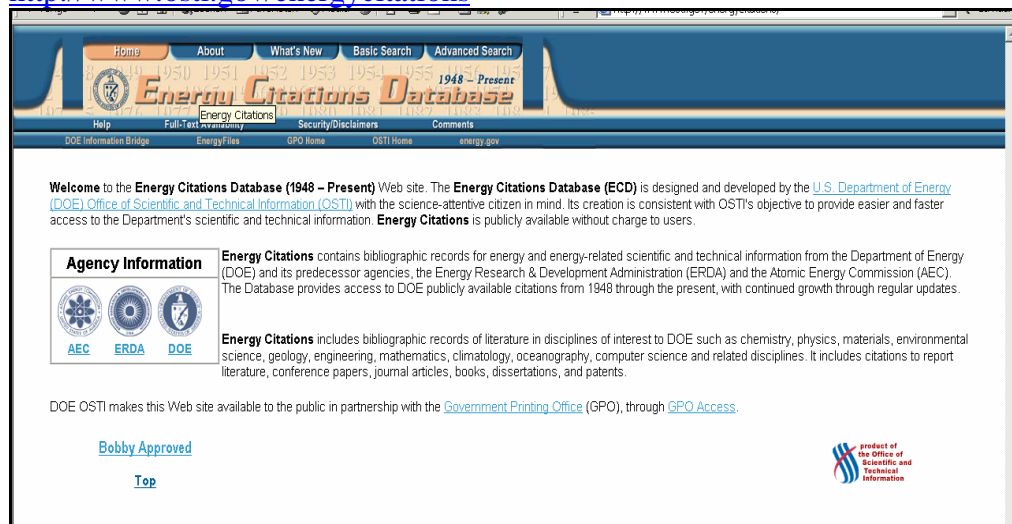 http://www.osti.gov/energycitations
Home About What's New Basic Search Advanced Search
Energy Citations Database
1948 – Present
Energy Citations
Help Full-Text Availability Security/Disclaimers Comments
DOE Information Bridge EnergyFiles GPO Home OSTI Home energy.gov
Welcome to the Energy Citations Database (1948 – Present) Web site. The Energy Citations Database (ECD) is designed and developed by the U.S. Department of Energy
(DOE) Office of Scientific and Technical Information (OSTI) with the science-attentive citizen in mind. Its creation is consistent with OSTI's objective to provide easier and faster
access to the Department's scientific and technical information. Energy Citations is publicly available without charge to users.
Agency Information
AEC ERDA DOE
Energy Citations contains bibliographic records for energy and energy-related scientific and technical information from the Department of Energy
(DOE) and its predecessor agencies, the Energy Research & Development Administration (ERDA) and the Atomic Energy Commission (AEC).
The Database provides access to DOE publicly available citations from 1948 through the present, with continued growth through regular updates.
Energy Citations includes bibliographic records of literature in disciplines of interest to DOE such as chemistry, physics, materials, environmental
science, geology, engineering, mathematics, climatology, oceanography, computer science and related disciplines. It includes citations to report
literature, conference papers, journal articles, books, dissertations, and patents.
DOE OSTI makes this Web site available to the public in partnership with the Government Printing Office (GPO), through GPO Access.
Bobby Approved
Top
product of
the Office of
Scientific and
Technical
Information